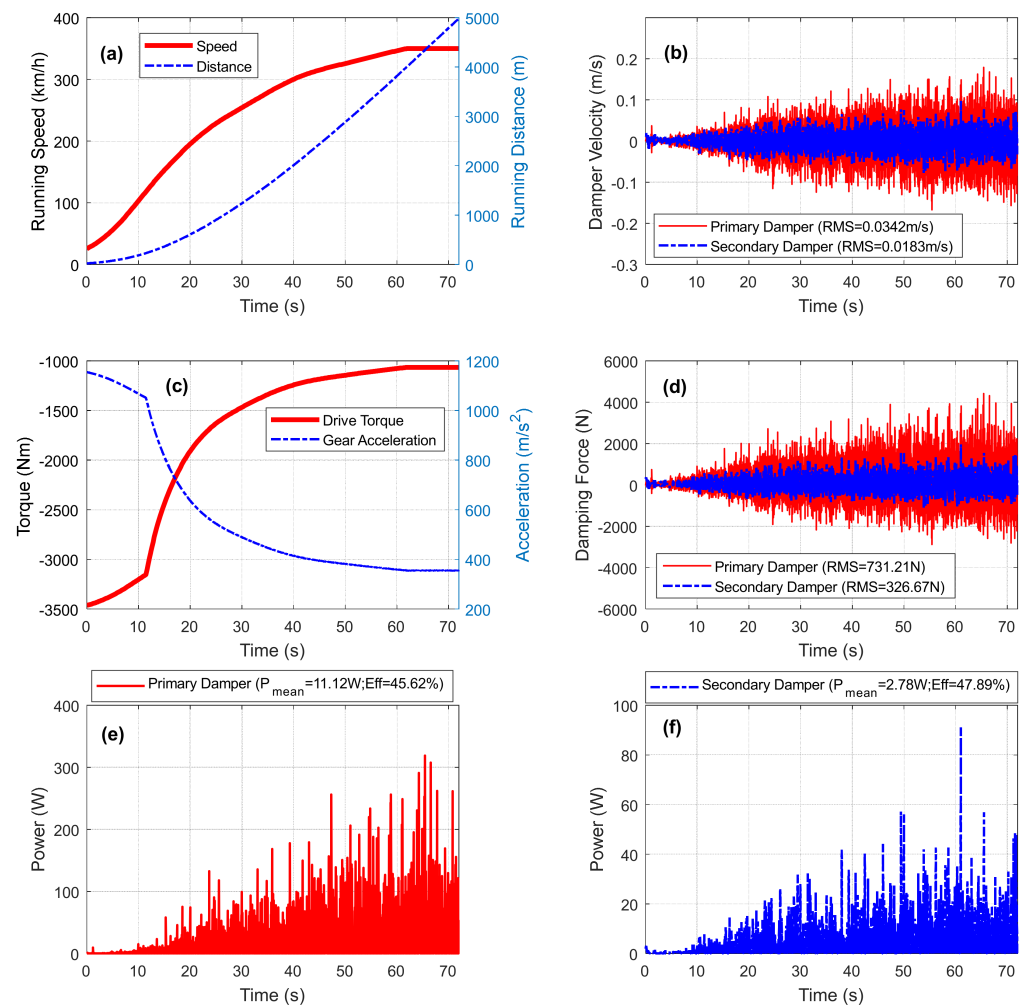 (a)
Speed
Distance
Running Speed (km/h)
400
300
200
100
0
Running Distance (m)
5000
4000
3000
2000
1000
0
0 10 20 30 40 50 60 70
Time (s)
(b)
Damper Velocity (m/s)
0.2
0.1
0
-0.1
-0.2
-0.3
Primary Damper (RMS=0.0342m/s)
Secondary Damper (RMS=0.0183m/s)
0 10 20 30 40 50 60 70
Time (s)
(c)
Drive Torque
Gear Acceleration
Torque (Nm)
-1000
-1500
-2000
-2500
-3000
-3500
Acceleration (m/s²)
1200
1000
800
600
400
200
0 10 20 30 40 50 60 70
Time (s)
(d)
Damping Force (N)
6000
4000
2000
0
-2000
-4000
-6000
Primary Damper (RMS=731.21N)
Secondary Damper (RMS=326.67N)
0 10 20 30 40 50 60 70
Time (s)
Primary Damper (P_mean=11.12W;Eff=45.62%)
(e)
Power (W)
400
300
200
100
0
0 10 20 30 40 50 60 70
Time (s)
Secondary Damper (P_mean=2.78W;Eff=47.89%)
(f)
Power (W)
100
80
60
40
20
0
0 10 20 30 40 50 60 70
Time (s)